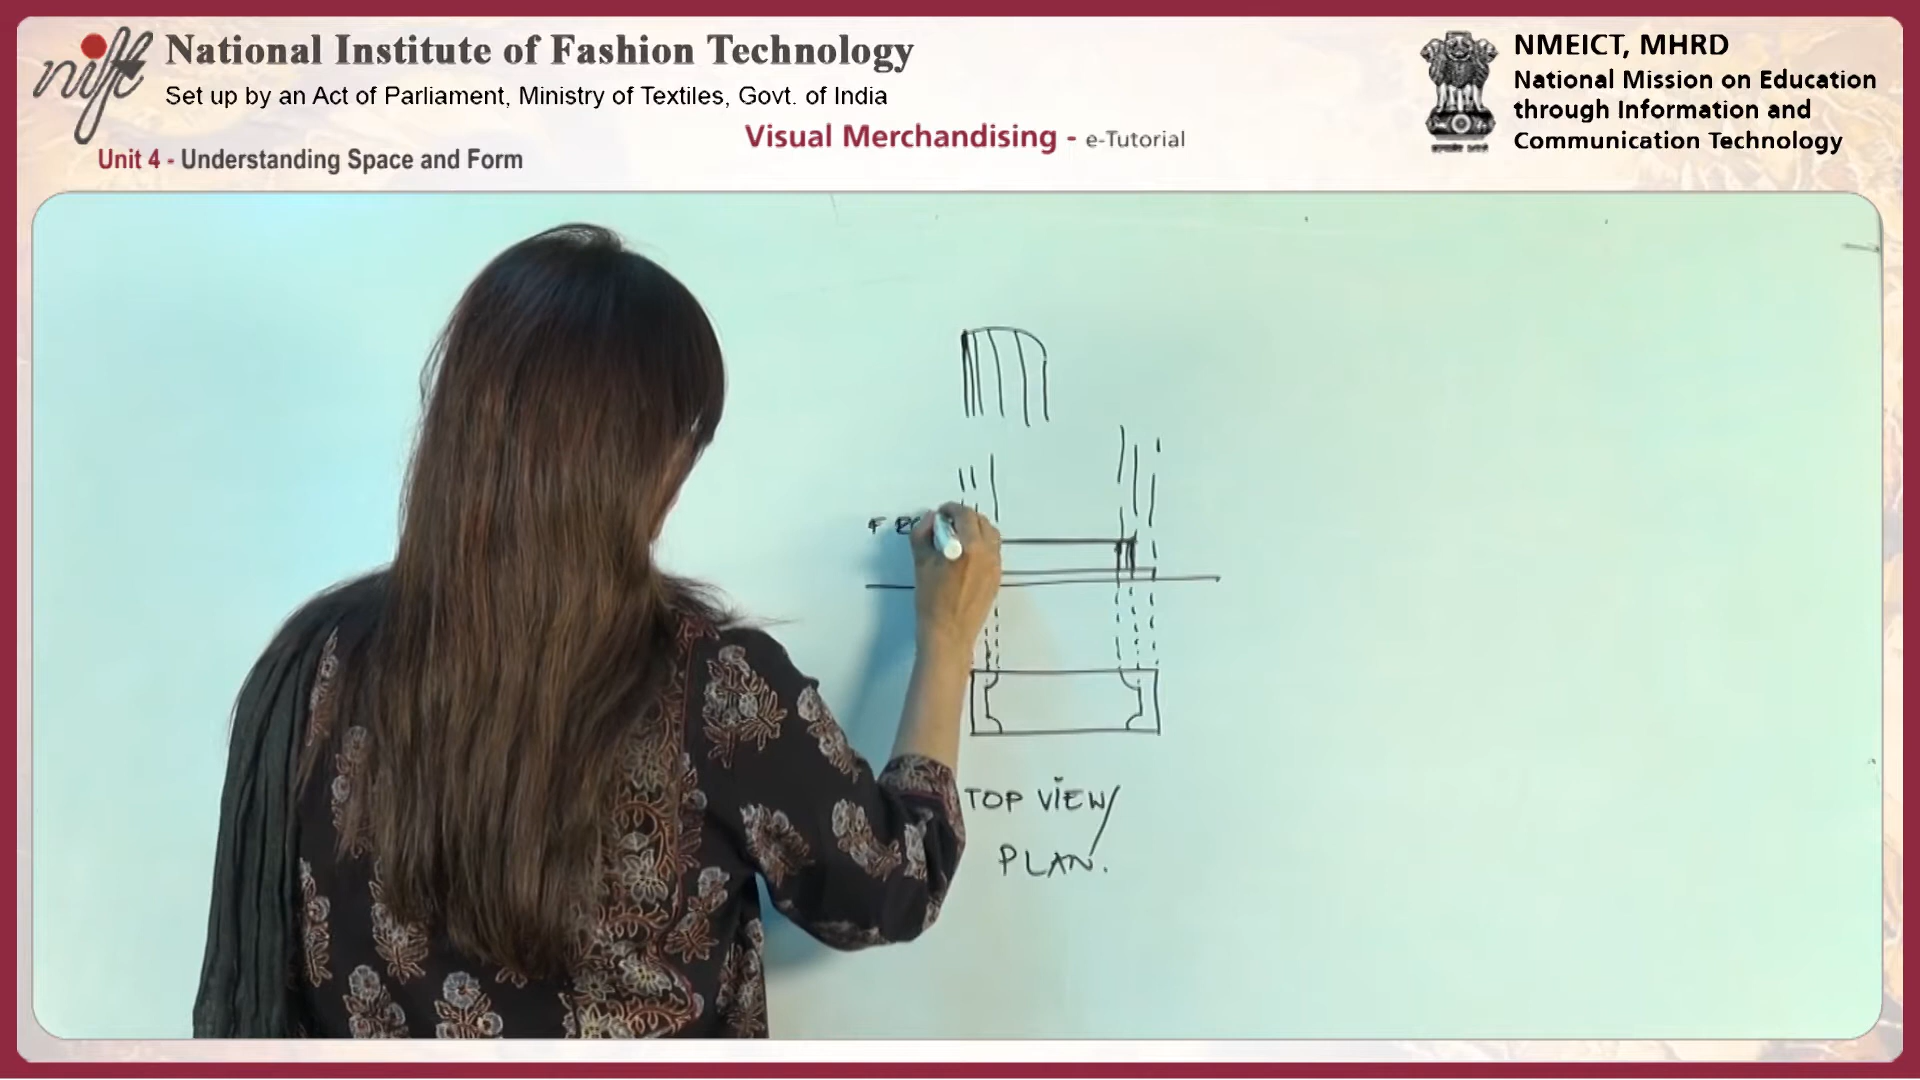 nift
National Institute of Fashion Technology
Set up by an Act of Parliament, Ministry of Textiles, Govt. of India
Visual Merchandising - e-Tutorial
Unit 4 - Understanding Space and Form
NMEICT, MHRD
National Mission on Education
through Information and
Communication Technology
TOP VIEW/
PLAN.